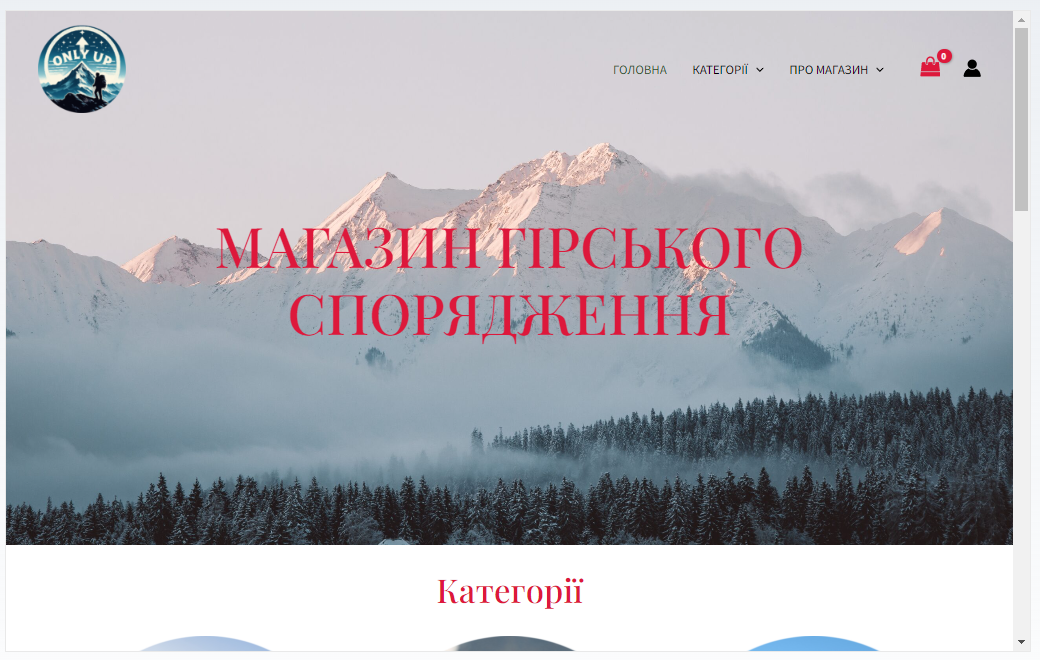 ONLY UP
ГОЛОВНА
КАТЕГОРІЇ
ПРО МАГАЗИН
0
МАГАЗИН ГІРСЬКОГО
СПОРЯДЖЕННЯ
Категорії